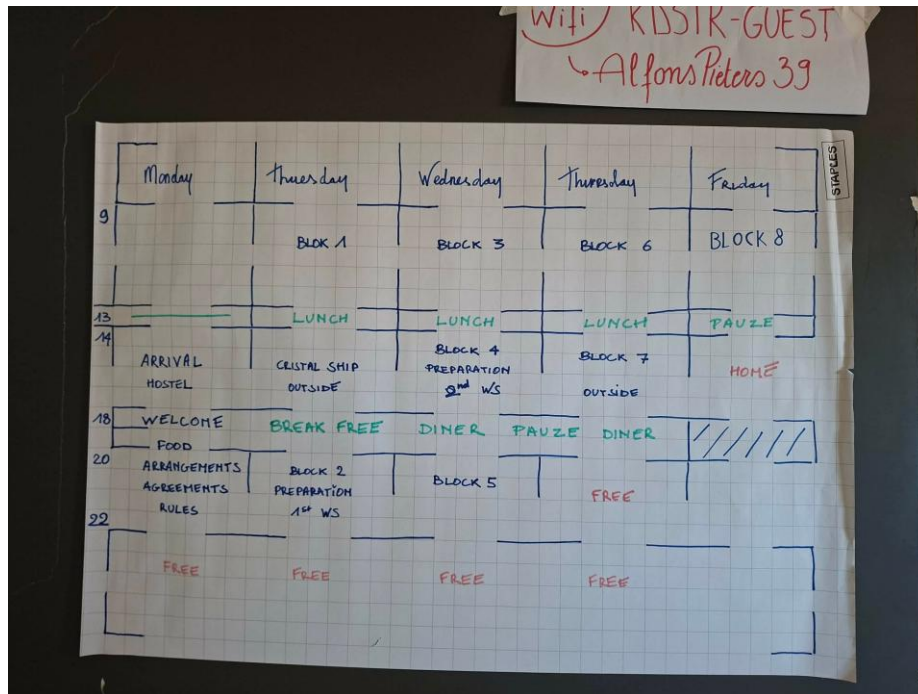 Wifi KDSTR-GUEST
Alfons Pieters 39
STAPLES
Monday Thuesday Wednesday Thuresday Friday
9
BLOK 1 BLOCK 3 BLOCK 6 BLOCK 8
13 LUNCH LUNCH LUNCH PAUZE
14
ARRIVAL HOSTEL
CRISTAL SHIP OUTSIDE
BLOCK 4
PREPARATION
2nd WS
BLOCK 7
OUTSIDE
HOME
18 WELCOME
FOOD
BREAK FREE DINER PAUZE DINER
20
ARRANGEMENTS
AGREEMENTS
RULES
BLOCK 2
PREPARATION
1st WS
BLOCK 5
FREE
22
FREE FREE FREE FREE